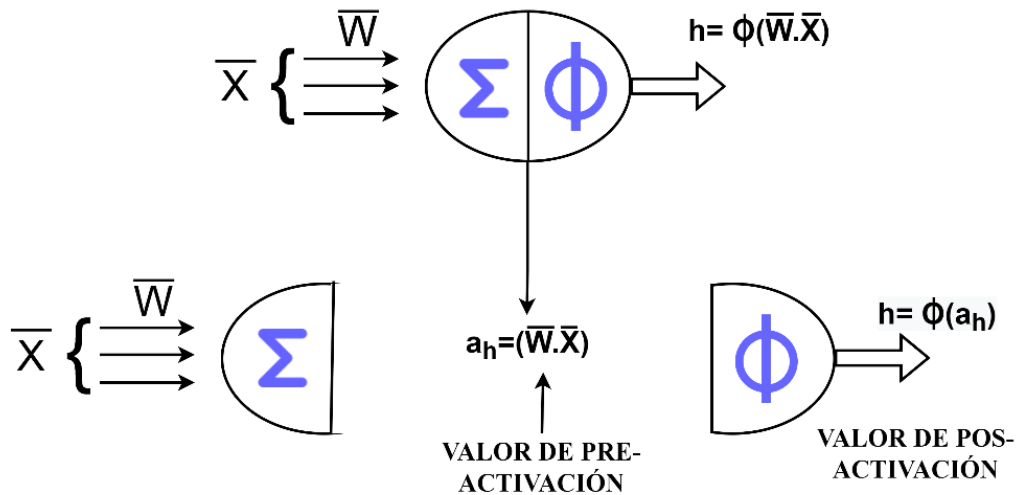 W̅
h= Φ(W̅.X̅)
X̅ {
Σ Φ
W̅
h= Φ(aₕ)
X̅ {
Σ
aₕ=(W̅.X̅)
Φ
VALOR DE PRE-
ACTIVACIÓN
VALOR DE POS-
ACTIVACIÓN